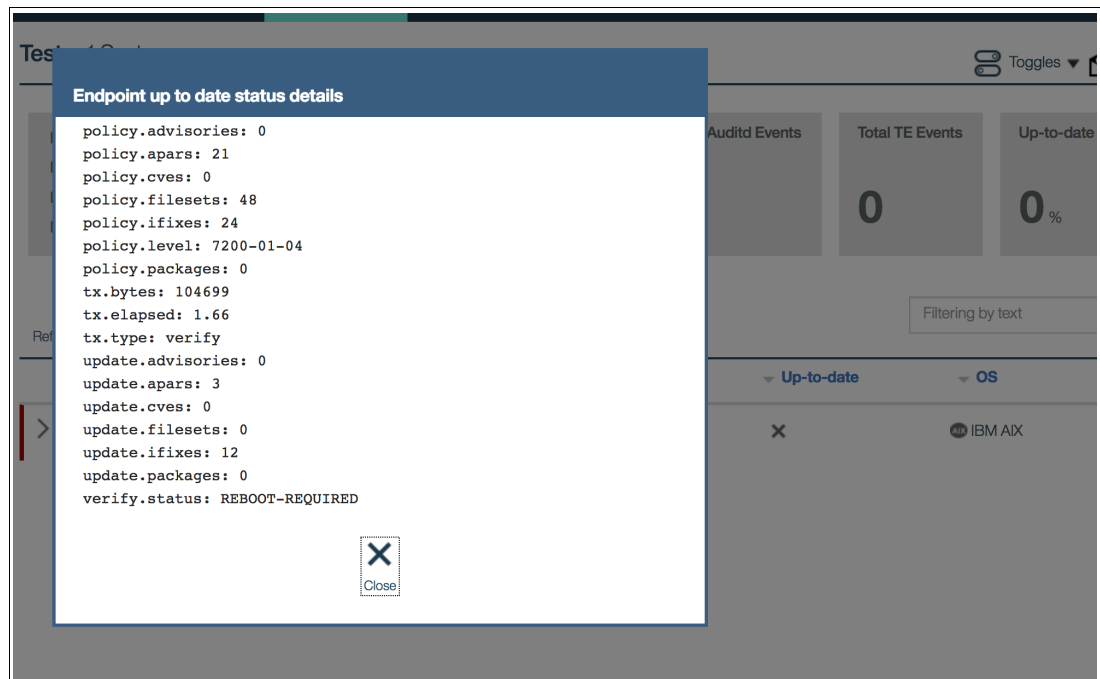 Toggles
Endpoint up to date status details
policy.advisories: 0
policy.apars: 21
policy.cves: 0
policy.filesets: 48
policy.ifixes: 24
policy.level: 7200-01-04
policy.packages: 0
tx.bytes: 104699
tx.elapsed: 1.66
tx.type: verify
update.advisories: 0
update.apars: 3
update.cves: 0
update.filesets: 0
update.ifixes: 12
update.packages: 0
verify.status: REBOOT-REQUIRED
Close
Auditd Events
Total TE Events
0
Up-to-date
0 %
Filtering by text
Up-to-date
OS
AIX IBM AIX